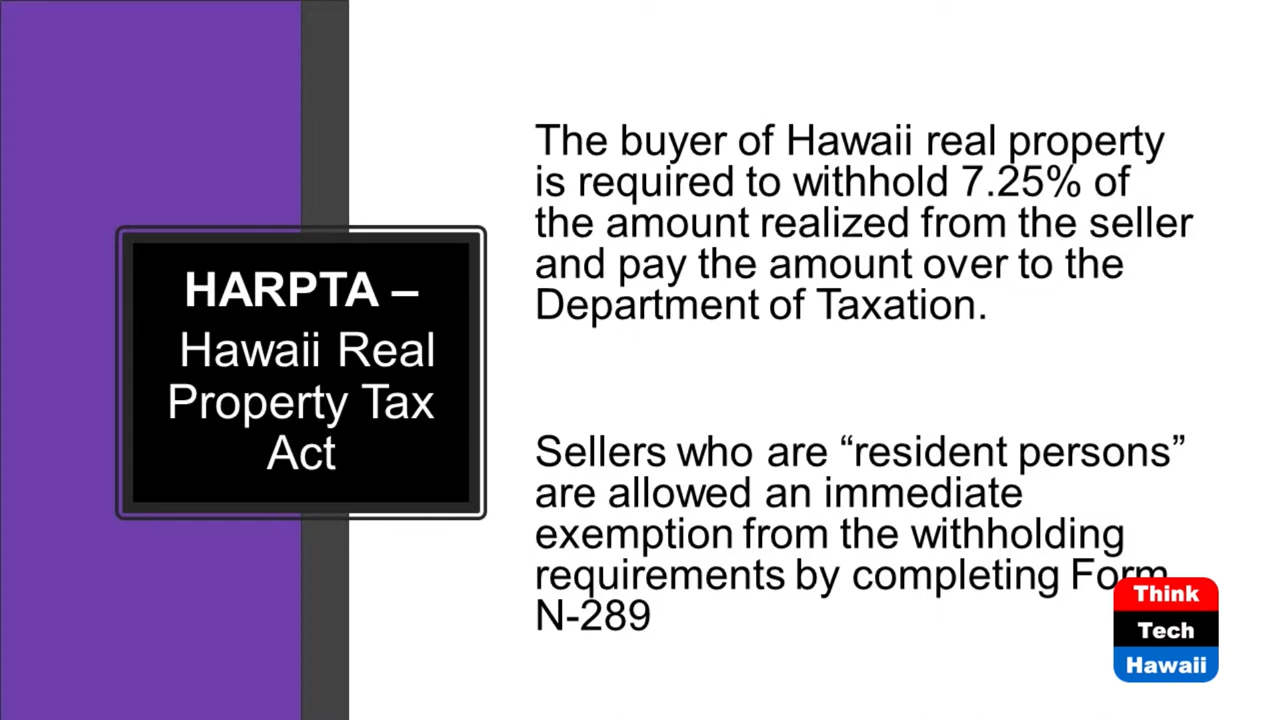 HARPTA –
Hawaii Real
Property Tax
Act
The buyer of Hawaii real property
is required to withhold 7.25% of
the amount realized from the seller
and pay the amount over to the
Department of Taxation.
Sellers who are “resident persons”
are allowed an immediate
exemption from the withholding
requirements by completing Form
N-289
Think
Tech
Hawaii